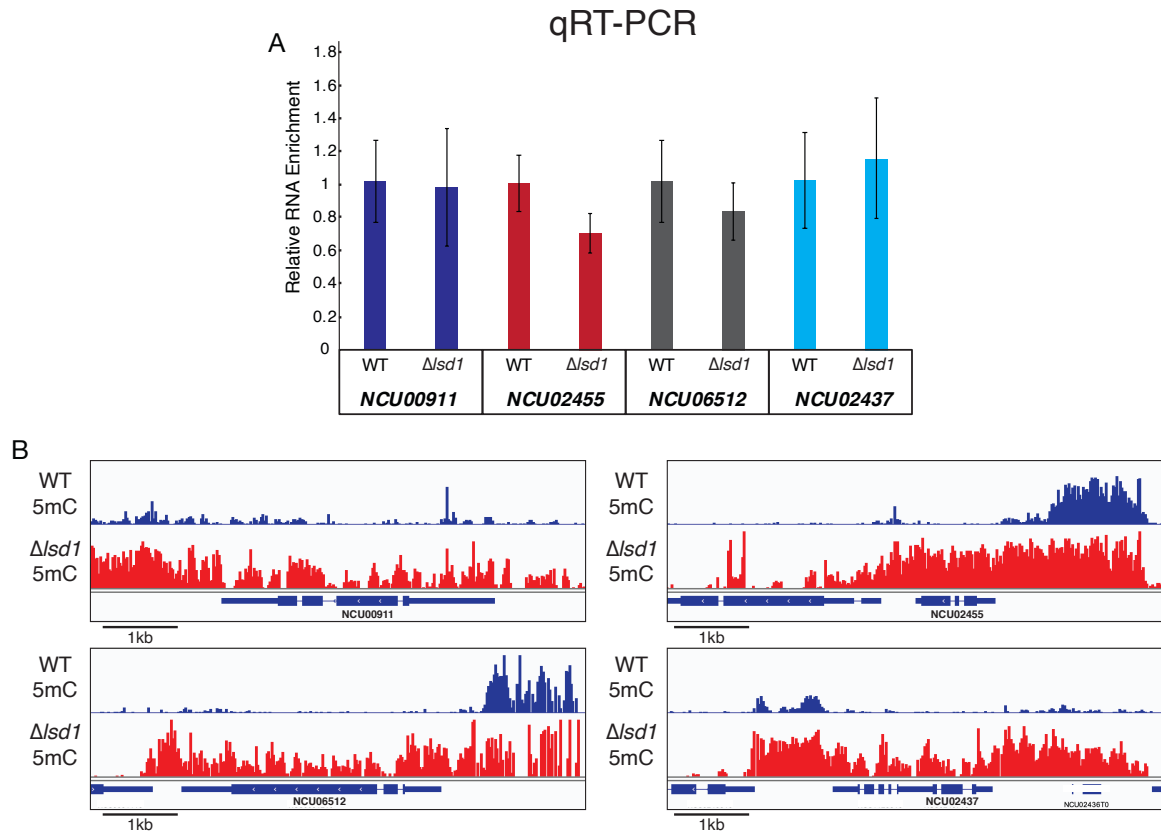 qRT-PCR
A
Relative RNA Enrichment
1.8
1.6
1.4
1.2
1
0.8
0.6
0.4
0.2
0
WT Δlsd1 WT Δlsd1 WT Δlsd1 WT Δlsd1
NCU00911 NCU02455 NCU06512 NCU02437
B
WT
5mC
Δlsd1
5mC
NCU00911
1kb
WT
5mC
Δlsd1
5mC
NCU02455
1kb
WT
5mC
Δlsd1
5mC
NCU06512
1kb
WT
5mC
Δlsd1
5mC
NCU02437
NCU02436T0
1kb